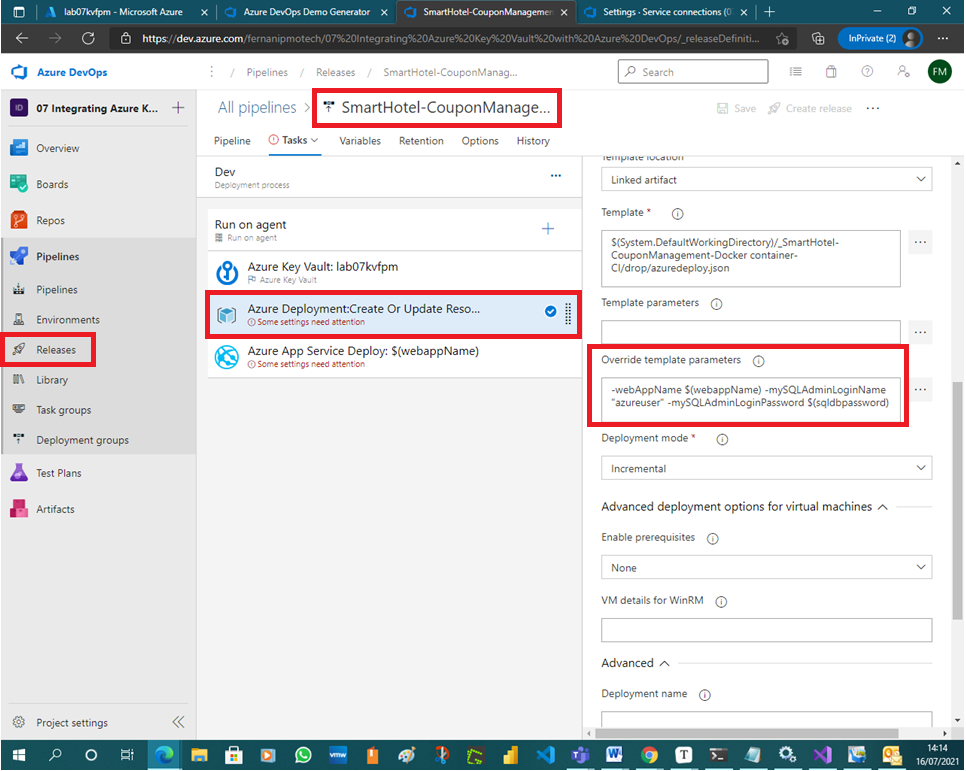 lab07kvfpm - Microsoft Azure
Azure DevOps Demo Generator
SmartHotel-CouponManagemen
Settings · Service connections (07
https://dev.azure.com/fernanipmotech/07%20Integrating%20Azure%20Key%20Vault%20with%20Azure%20DevOps/_releaseDefiniti...
InPrivate (2)
Azure DevOps
/ Pipelines / Releases / SmartHotel-CouponManag...
Search
FM
ID
07 Integrating Azure K...
All pipelines > SmartHotel-CouponManage...
Save
Create release
Pipeline
Tasks
Variables
Retention
Options
History
Overview
Boards
Repos
Pipelines
Pipelines
Environments
Releases
Library
Task groups
Deployment groups
Test Plans
Artifacts
Project settings
Dev
Deployment process
Run on agent
Run on agent
Azure Key Vault: lab07kvfpm
Azure Key Vault
Azure Deployment:Create Or Update Reso...
Some settings need attention
Azure App Service Deploy: $(webappName)
Some settings need attention
Template location
Linked artifact
Template *
$(System.DefaultWorkingDirectory)/_SmartHotel-
CouponManagement-Docker container-
CI/drop/azuredeploy.json
Template parameters
Override template parameters
-webAppName $(webappName) -mySQLAdminLoginName
"azureuser" -mySQLAdminLoginPassword $(sqldbpassword)
Deployment mode *
Incremental
Advanced deployment options for virtual machines
Enable prerequisites
None
VM details for WinRM
Advanced
Deployment name
vmw
T
14:14
16/07/2021